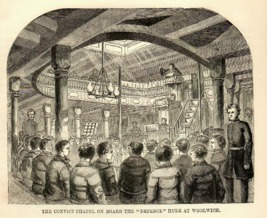 THE CONVICT CHAPEL ON BOARD THE "DEFENCE" HULK AT WOOLWICH.